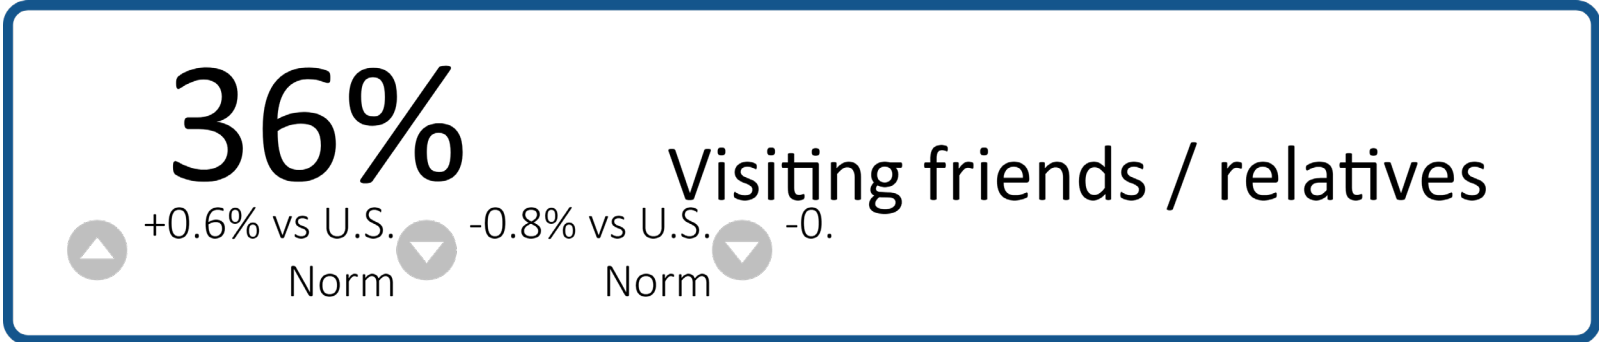 36%
Visiting friends / relatives
+0.6% vs U.S. Norm
-0.8% vs U.S. Norm
-0.